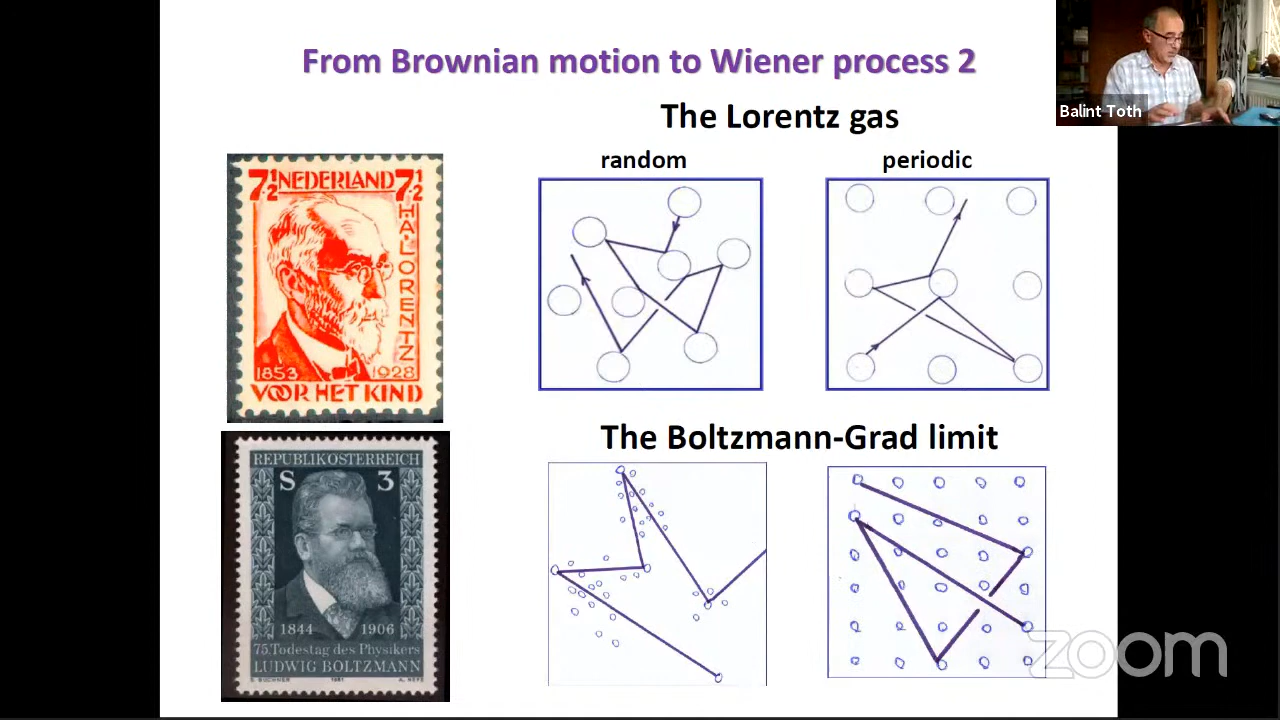 From Brownian motion to Wiener process 2
Balint Toth
The Lorentz gas
random
periodic
7½ NEDERLAND 7½
H.A. LORENTZ
1853 1928
VOOR HET KIND
The Boltzmann-Grad limit
REPUBLIK ÖSTERREICH
S 3
1844 1906
75. Todestag des Physikers
LUDWIG BOLTZMANN
1981
zoom